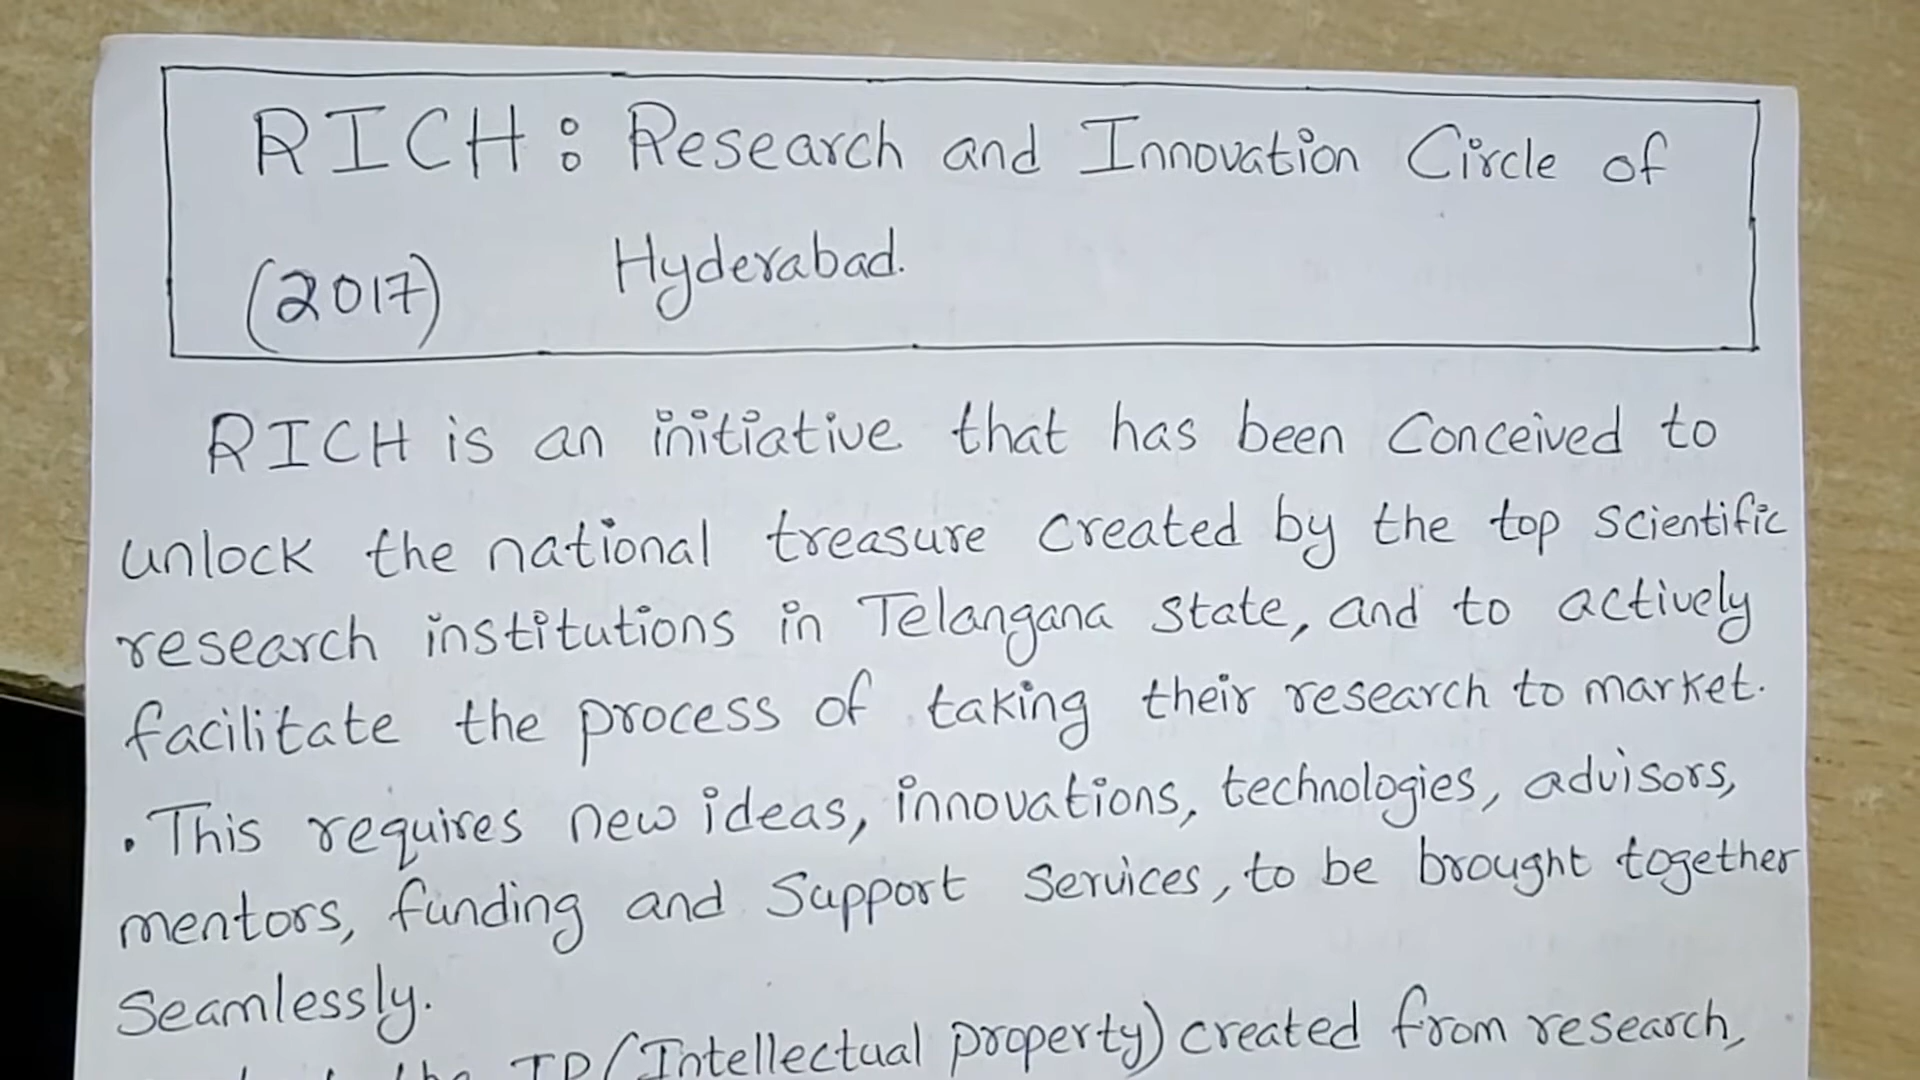 RICH: Research and Innovation Circle of
(2017) Hyderabad.
RICH is an initiative that has been Conceived to
unlock the national treasure created by the top scientific
research institutions in Telangana state, and to actively
facilitate the process of taking their research to market.
• This requires new ideas, innovations, technologies, advisors,
mentors, funding and Support Services, to be brought together
Seamlessly.
the IP (Intellectual property) created from research,